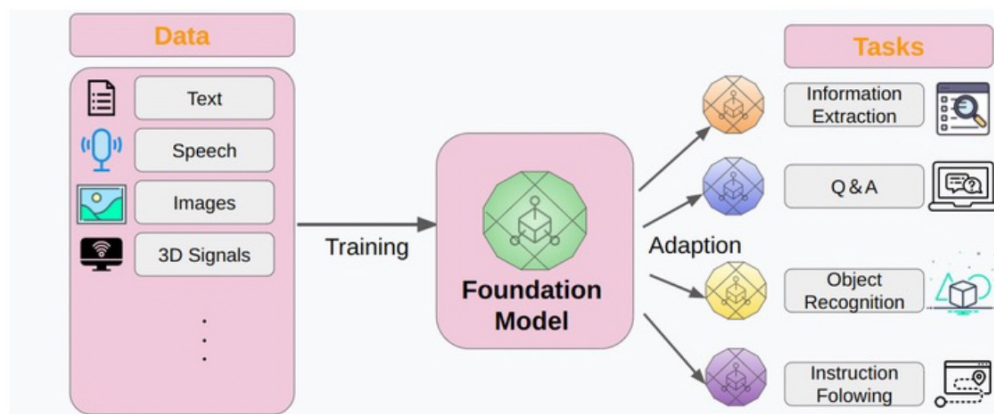 Data
Text
Speech
Images
3D Signals
Training
Foundation
Model
Adaption
Tasks
Information
Extraction
Q & A
Object
Recognition
Instruction
Folowing